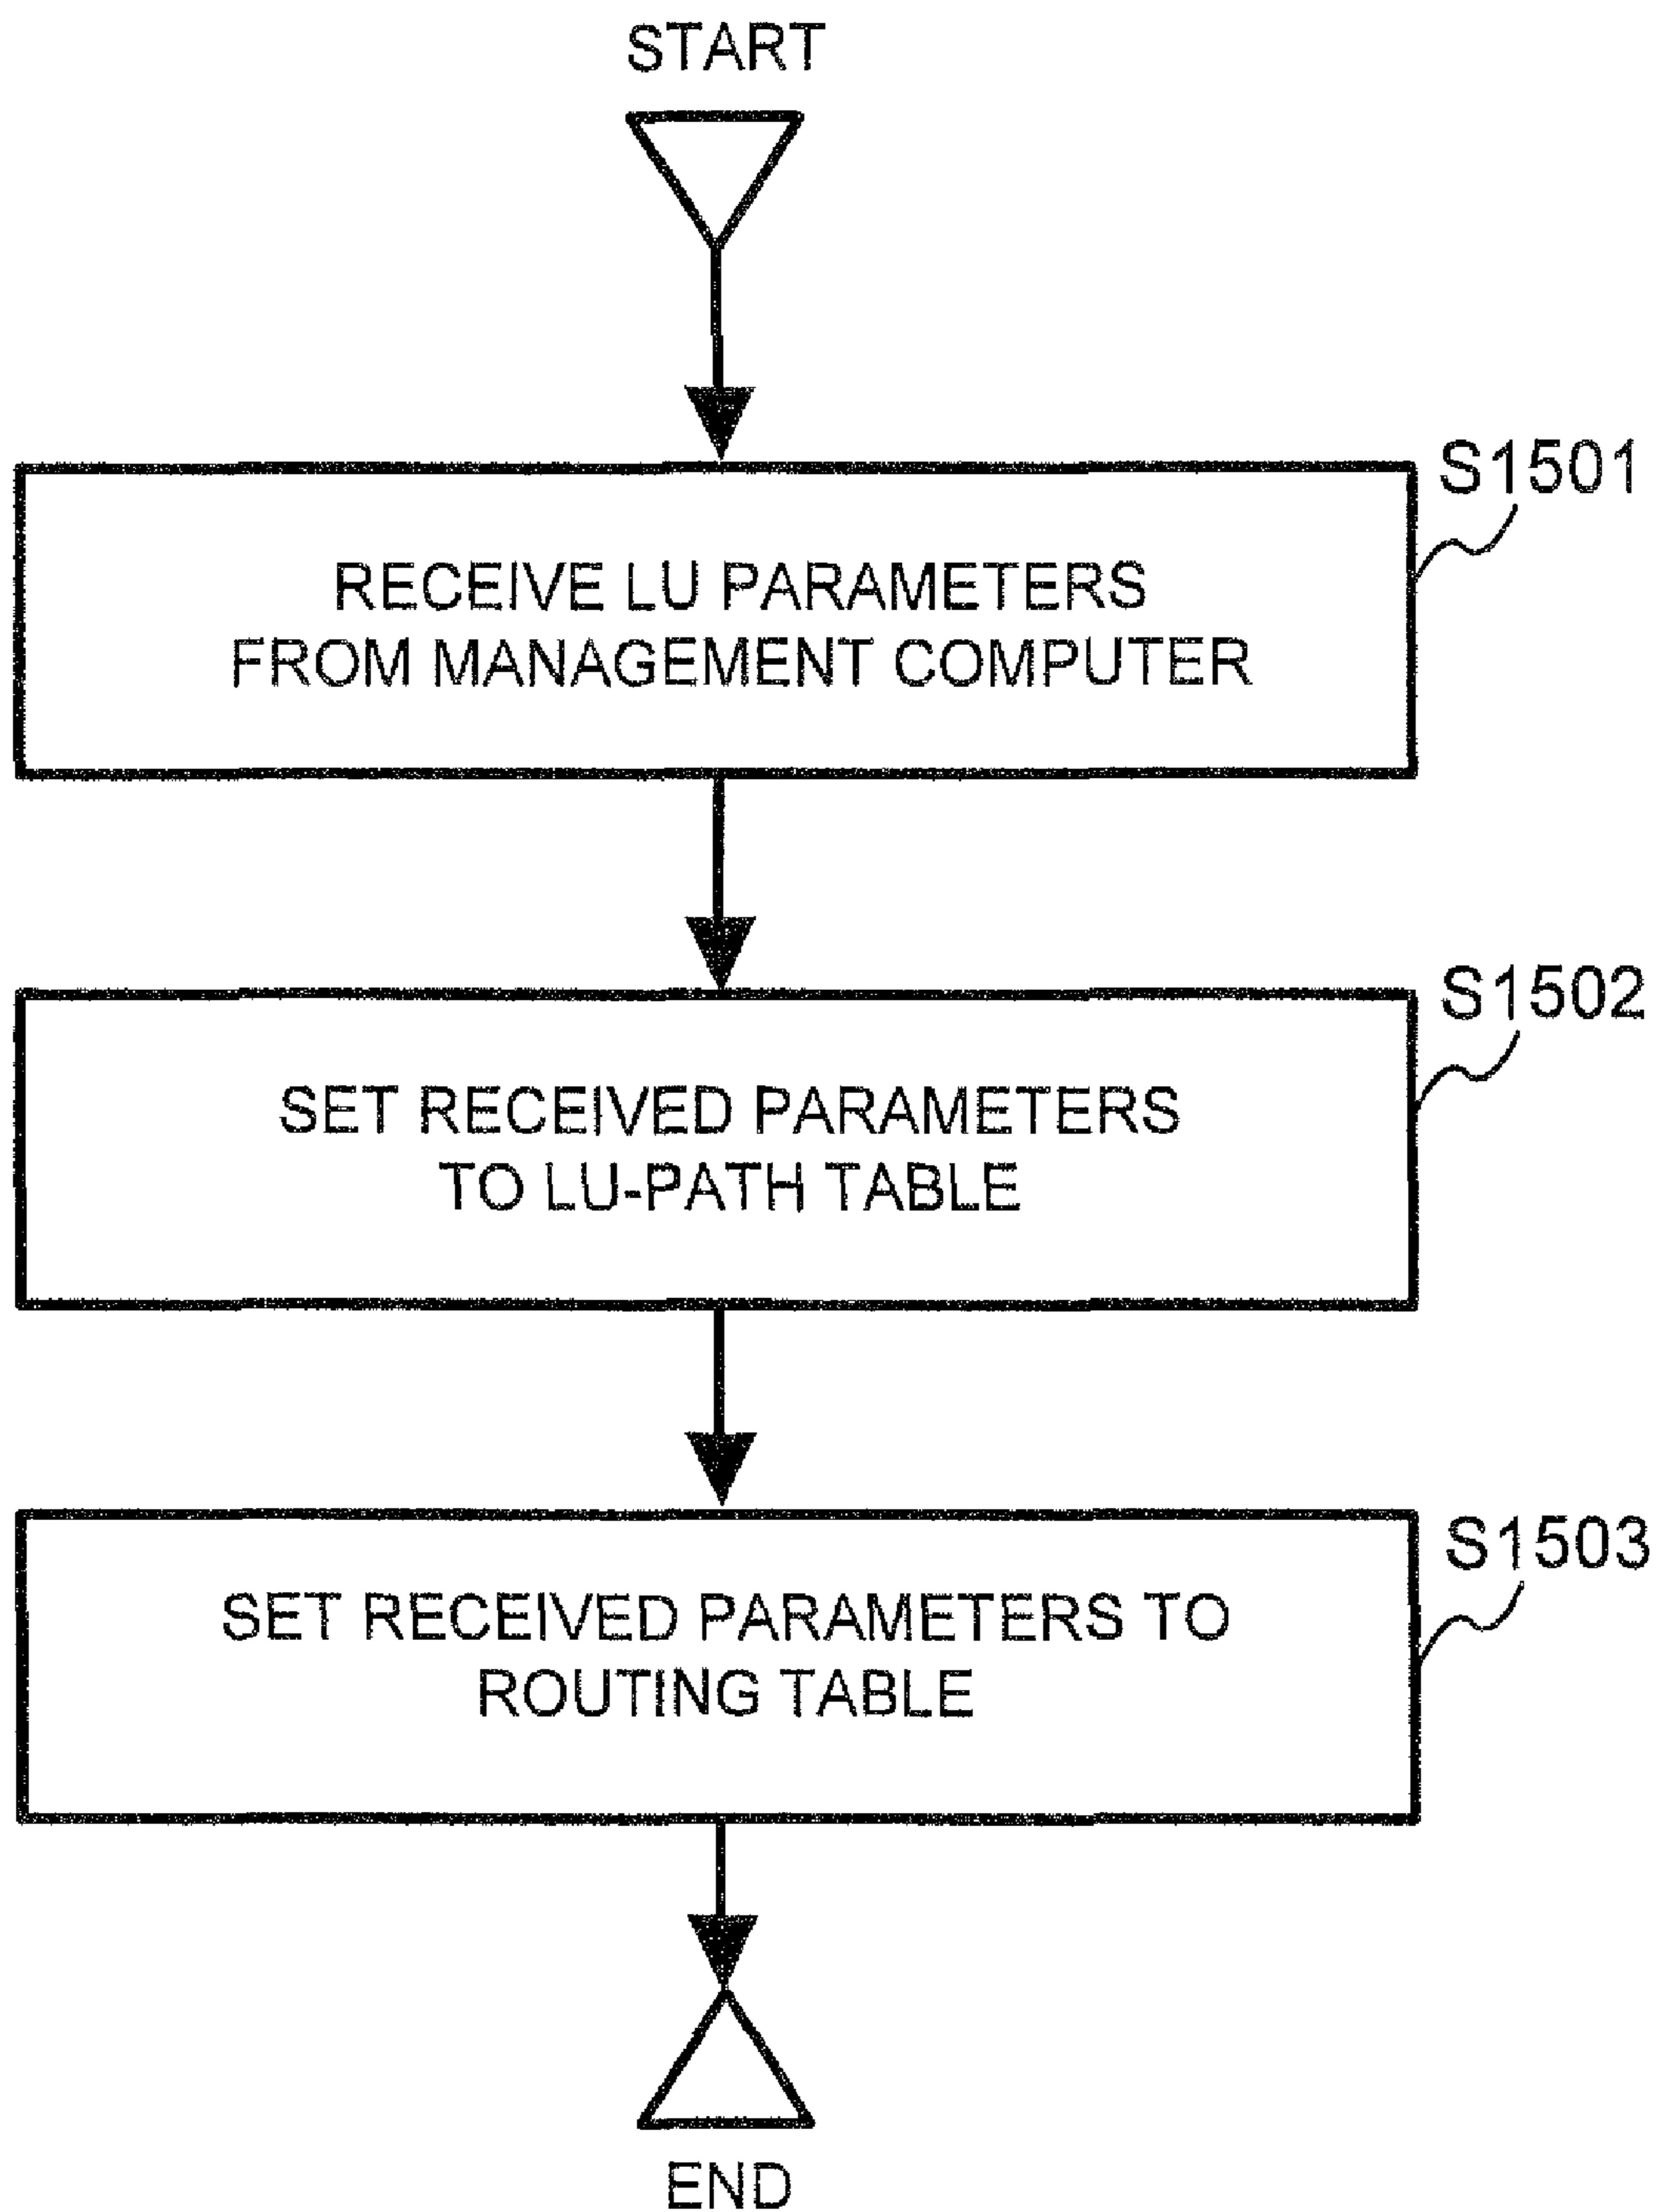 START
S1501
RECEIVE LU PARAMETERS
FROM MANAGEMENT COMPUTER
S1502
SET RECEIVED PARAMETERS
TO LU-PATH TABLE
S1503
SET RECEIVED PARAMETERS TO
ROUTING TABLE
END